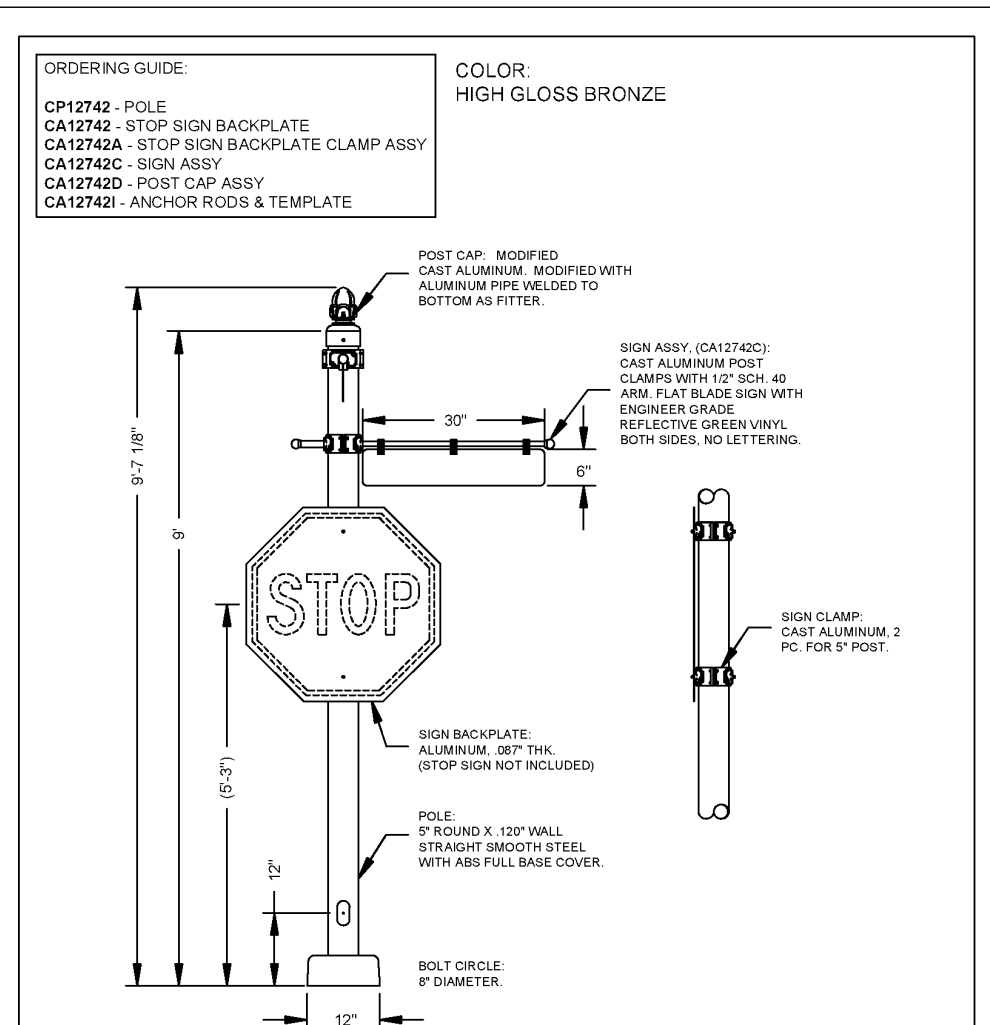 ORDERING GUIDE:
CP12742 - POLE
CA12742 - STOP SIGN BACKPLATE
CA12742A - STOP SIGN BACKPLATE CLAMP ASSY
CA12742C - SIGN ASSY
CA12742D - POST CAP ASSY
CA12742I - ANCHOR RODS & TEMPLATE
COLOR:
HIGH GLOSS BRONZE
POST CAP: MODIFIED
CAST ALUMINUM. MODIFIED WITH
ALUMINUM PIPE WELDED TO
BOTTOM AS FITTER.
SIGN ASSY, (CA12742C):
CAST ALUMINUM POST
CLAMPS WITH 1/2" SCH. 40
ARM. FLAT BLADE SIGN WITH
ENGINEER GRADE
REFLECTIVE GREEN VINYL
BOTH SIDES, NO LETTERING.
30"
6"
9'-7 1/8"
9'
STOP
(5'-3")
SIGN CLAMP:
CAST ALUMINUM, 2
PC. FOR 5" POST.
SIGN BACKPLATE:
ALUMINUM, .087" THK.
(STOP SIGN NOT INCLUDED)
POLE:
5" ROUND X .120" WALL
STRAIGHT SMOOTH STEEL
WITH ABS FULL BASE COVER.
12"
BOLT CIRCLE:
8" DIAMETER.
12"